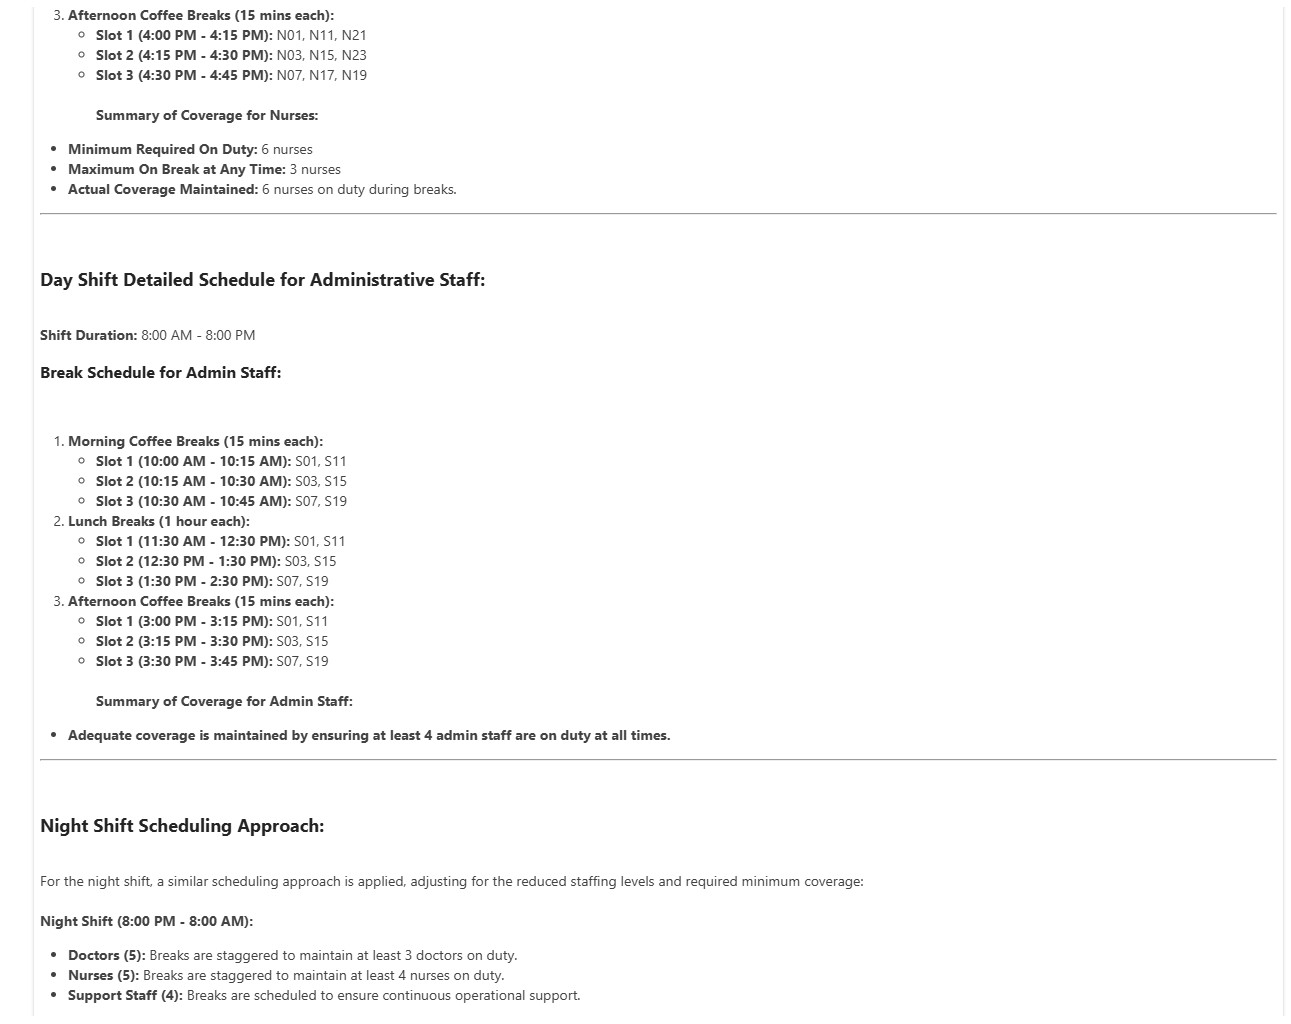 3. Afternoon Coffee Breaks (15 mins each):
Slot 1 (4:00 PM - 4:15 PM): N01, N11, N21
Slot 2 (4:15 PM - 4:30 PM): N03, N15, N23
Slot 3 (4:30 PM - 4:45 PM): N07, N17, N19
Summary of Coverage for Nurses:
Minimum Required On Duty: 6 nurses
Maximum On Break at Any Time: 3 nurses
Actual Coverage Maintained: 6 nurses on duty during breaks.
Day Shift Detailed Schedule for Administrative Staff:
Shift Duration: 8:00 AM - 8:00 PM
Break Schedule for Admin Staff:
1. Morning Coffee Breaks (15 mins each):
Slot 1 (10:00 AM - 10:15 AM): S01, S11
Slot 2 (10:15 AM - 10:30 AM): S03, S15
Slot 3 (10:30 AM - 10:45 AM): S07, S19
2. Lunch Breaks (1 hour each):
Slot 1 (11:30 AM - 12:30 PM): S01, S11
Slot 2 (12:30 PM - 1:30 PM): S03, S15
Slot 3 (1:30 PM - 2:30 PM): S07, S19
3. Afternoon Coffee Breaks (15 mins each):
Slot 1 (3:00 PM - 3:15 PM): S01, S11
Slot 2 (3:15 PM - 3:30 PM): S03, S15
Slot 3 (3:30 PM - 3:45 PM): S07, S19
Summary of Coverage for Admin Staff:
Adequate coverage is maintained by ensuring at least 4 admin staff are on duty at all times.
Night Shift Scheduling Approach:
For the night shift, a similar scheduling approach is applied, adjusting for the reduced staffing levels and required minimum coverage:
Night Shift (8:00 PM - 8:00 AM):
Doctors (5): Breaks are staggered to maintain at least 3 doctors on duty.
Nurses (5): Breaks are staggered to maintain at least 4 nurses on duty.
Support Staff (4): Breaks are scheduled to ensure continuous operational support.